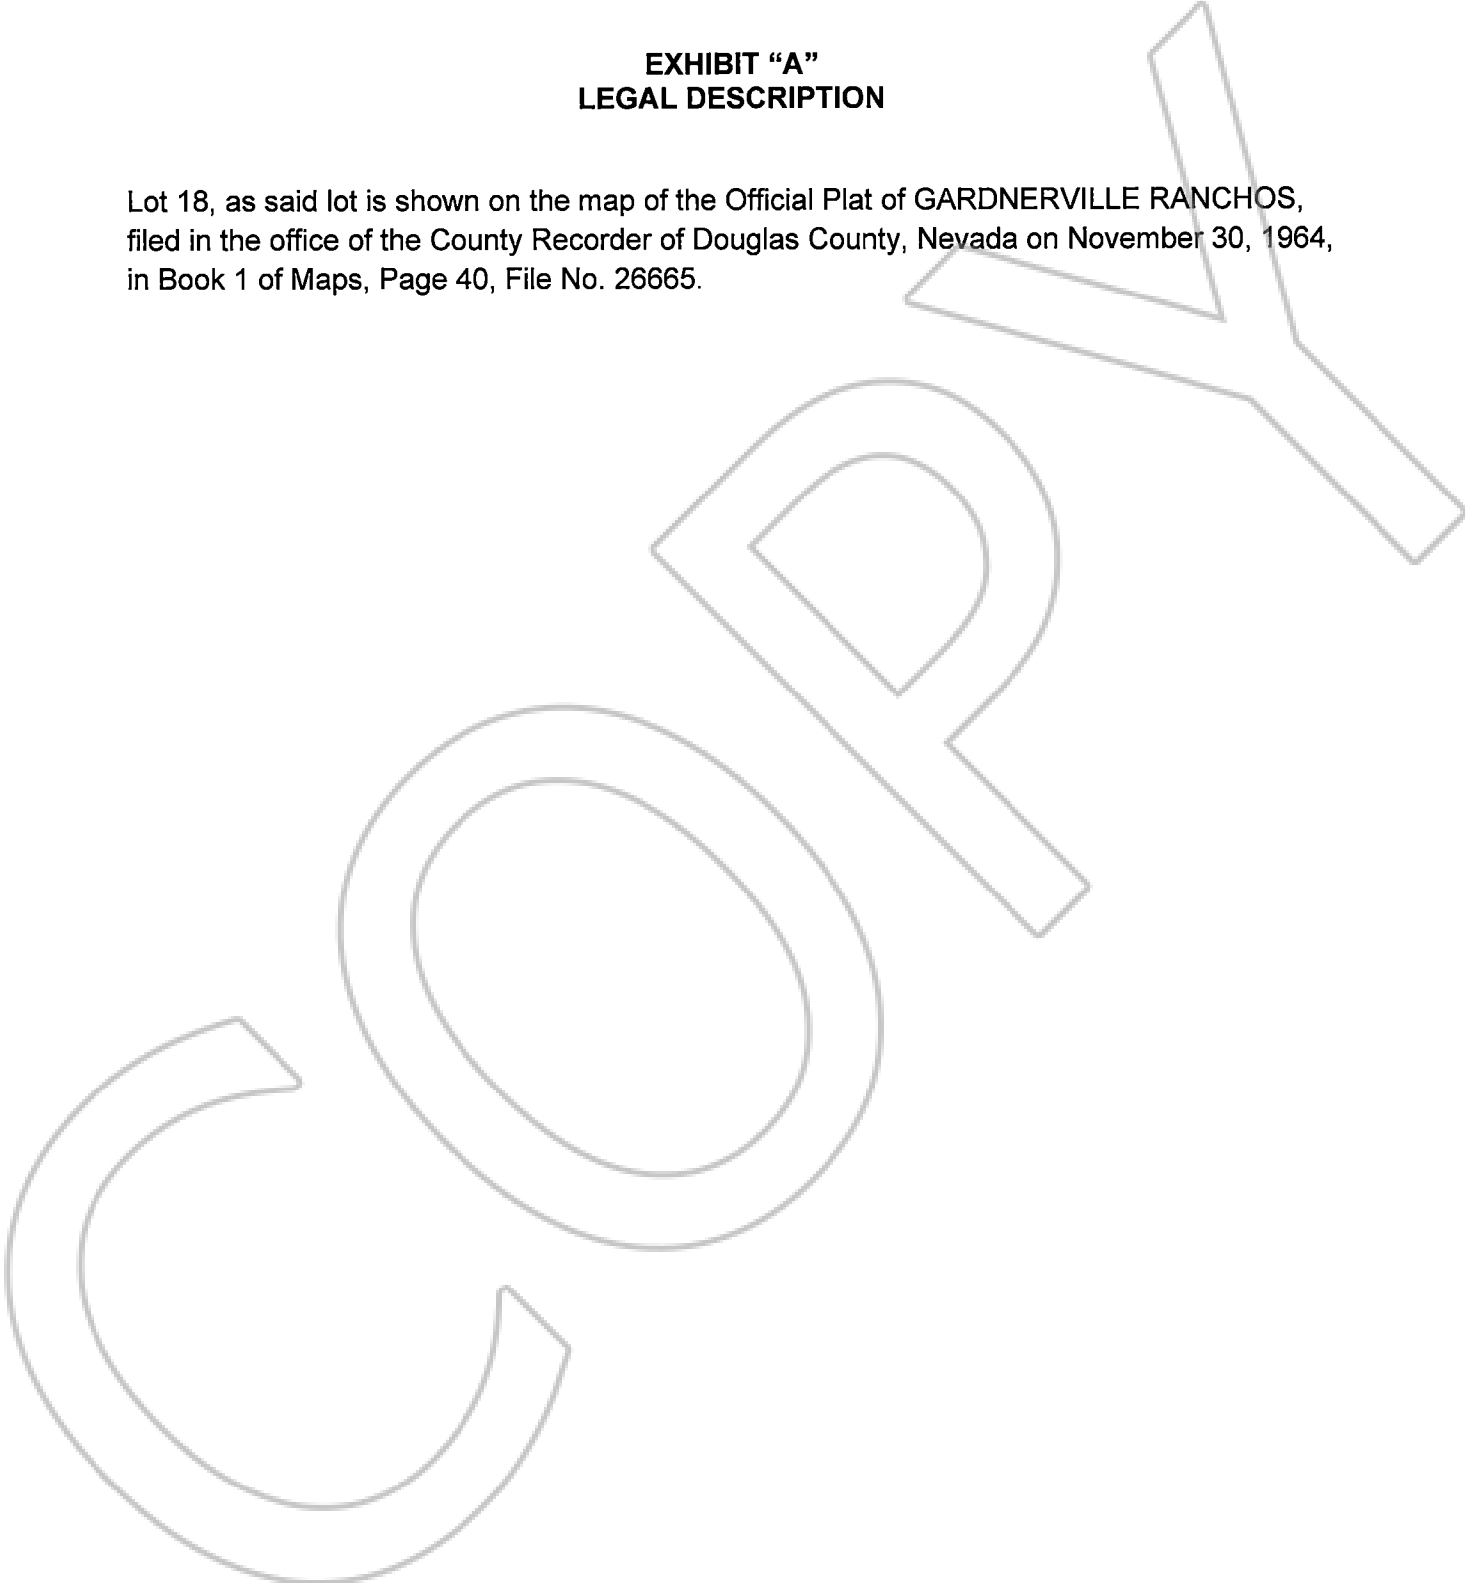 EXHIBIT “A”
LEGAL DESCRIPTION
Lot 18, as said lot is shown on the map of the Official Plat of GARDNERVILLE RANCHOS,
filed in the office of the County Recorder of Douglas County, Nevada on November 30, 1964,
in Book 1 of Maps, Page 40, File No. 26665.
COPY